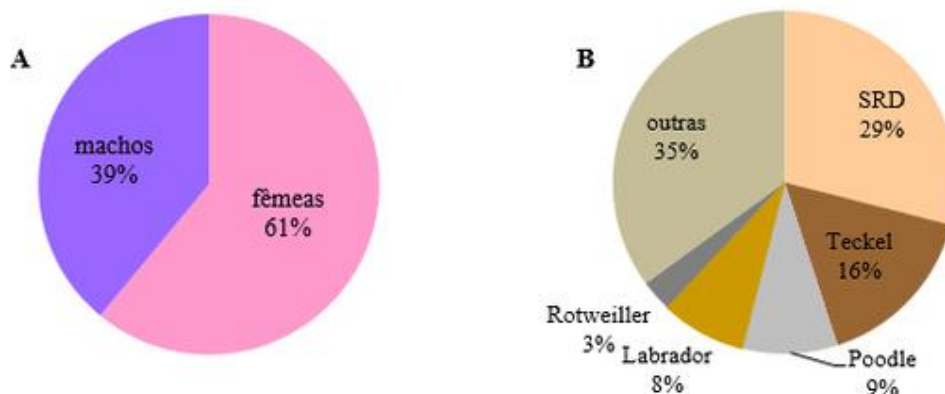 A
machos
39%
fêmeas
61%
B
outras
35%
SRD
29%
Teckel
16%
Rotweiller
3%
Labrador
8%
Poodle
9%